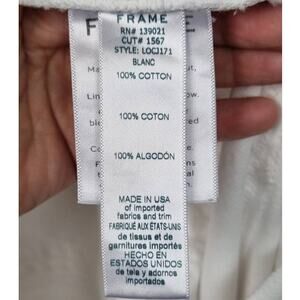 FRAME
RN# 139021
CUT# 1567
STYLE: LOCJ171
BLANC
100% COTTON
100% COTON
100% ALGODÓN
MADE IN USA
of imported
fabrics and trim
FABRIQUÉ AUX ÉTATS-UNIS
de tissus et de
garnitures importés
HECHO EN
ESTADOS UNIDOS
de tela y adornos
importados